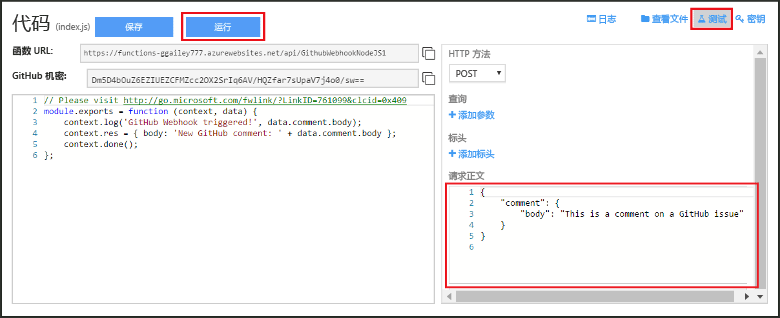 代码 (index.js) 保存 运行 日志 查看文件 测试 密钥
函数 URL: https://functions-ggailey777.azurewebsites.net/api/GithubWebhookNodeJS1
GitHub 机密: Dm5D4bOuZ6EZIUEZCFMZcc2OX2SrIq6AV/HQZfar7sUpaV7j4o0/sw==
1 // Please visit http://go.microsoft.com/fwlink/?LinkID=761099&clcid=0x409
2 module.exports = function (context, data) {
3 context.log('GitHub Webhook triggered!', data.comment.body);
4 context.res = { body: 'New GitHub comment: ' + data.comment.body };
5 context.done();
6 };
HTTP 方法
POST
查询
添加参数
标头
添加标头
请求正文
1 {
2 "comment": {
3 "body": "This is a comment on a GitHub issue"
4 }
5 }
6